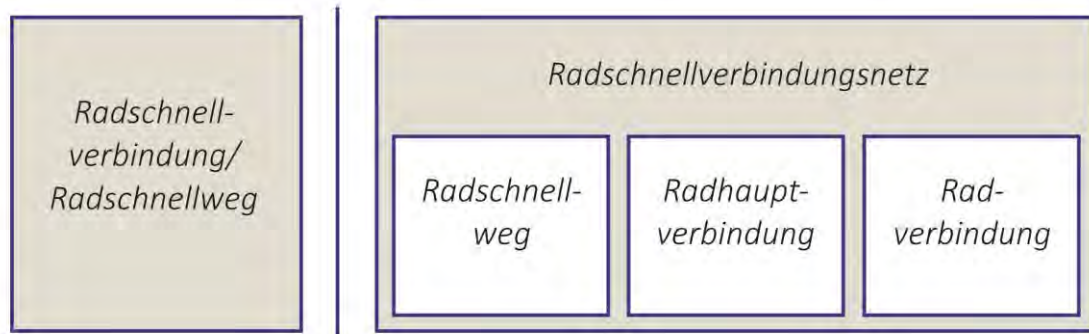 Radschnell-
verbindung/
Radschnellweg
Radschnellverbindungsnetz
Radschnell-
weg
Radhaupt-
verbindung
Rad-
verbindung